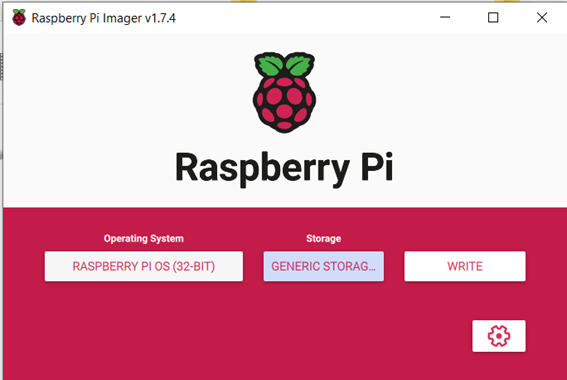 Raspberry Pi Imager v1.7.4
Raspberry Pi
Operating System
Storage
RASPBERRY PI OS (32-BIT)
GENERIC STORAG...
WRITE